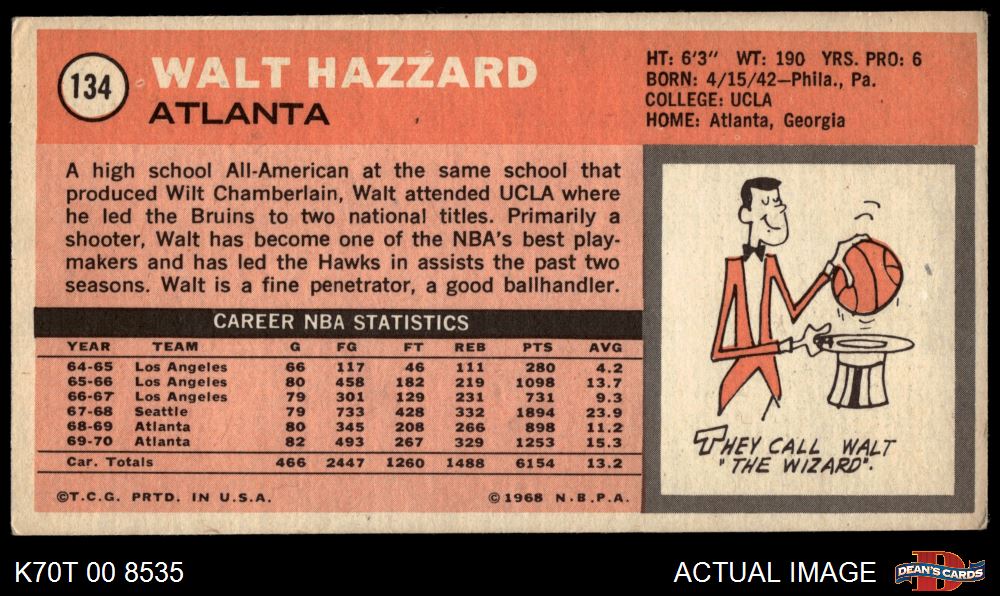 134
WALT HAZZARD
ATLANTA
HT: 6'3" WT: 190 YRS. PRO: 6
BORN: 4/15/42—Phila., Pa.
COLLEGE: UCLA
HOME: Atlanta, Georgia
A high school All-American at the same school that
produced Wilt Chamberlain, Walt attended UCLA where
he led the Bruins to two national titles. Primarily a
shooter, Walt has become one of the NBA's best play-
makers and has led the Hawks in assists the past two
seasons. Walt is a fine penetrator, a good ballhandler.
CAREER NBA STATISTICS
YEAR TEAM G FG FT REB PTS AVG
64-65 Los Angeles 66 117 46 111 280 4.2
65-66 Los Angeles 80 458 182 219 1098 13.7
66-67 Los Angeles 79 301 129 231 731 9.3
67-68 Seattle 79 733 428 332 1894 23.9
68-69 Atlanta 80 345 208 266 898 11.2
69-70 Atlanta 82 493 267 329 1253 15.3
Car. Totals 466 2447 1260 1488 6154 13.2
©T.C.G. PRTD. IN U.S.A. ©1968 N.B.P.A.
THEY CALL WALT
"THE WIZARD".
K70T 00 8535
ACTUAL IMAGE
D
DEAN'S CARDS